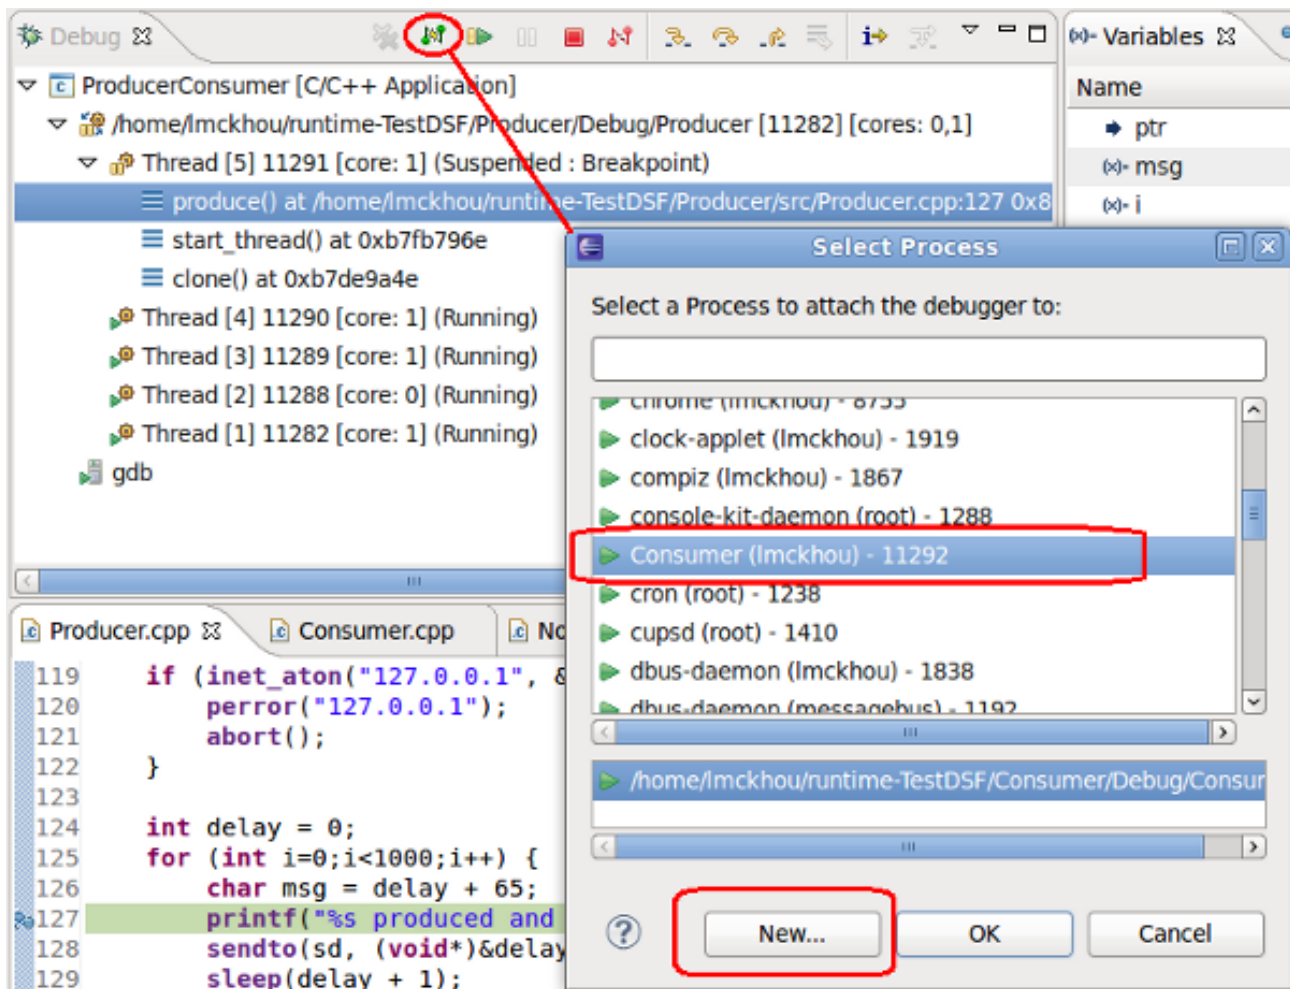 Debug
ProducerConsumer [C/C++ Application]
/home/lmckhou/runtime-TestDSF/Producer/Debug/Producer [11282] [cores: 0,1]
Thread [5] 11291 [core: 1] (Suspended : Breakpoint)
produce() at /home/lmckhou/runtime-TestDSF/Producer/src/Producer.cpp:127 0x8
start_thread() at 0xb7fb796e
clone() at 0xb7de9a4e
Thread [4] 11290 [core: 1] (Running)
Thread [3] 11289 [core: 1] (Running)
Thread [2] 11288 [core: 0] (Running)
Thread [1] 11282 [core: 1] (Running)
gdb
(x)= Variables
Name
ptr
(x)= msg
(x)= i
Select Process
Select a Process to attach the debugger to:
chrome (lmckhou) - 8755
clock-applet (lmckhou) - 1919
compiz (lmckhou) - 1867
console-kit-daemon (root) - 1288
Consumer (lmckhou) - 11292
cron (root) - 1238
cupsd (root) - 1410
dbus-daemon (lmckhou) - 1838
dbus-daemon (messagebus) - 1192
/home/lmckhou/runtime-TestDSF/Consumer/Debug/Consur
New...
OK
Cancel
Producer.cpp
Consumer.cpp
No
119 if (inet_aton("127.0.0.1", &
120 perror("127.0.0.1");
121 abort();
122 }
123
124 int delay = 0;
125 for (int i=0;i<1000;i++) {
126 char msg = delay + 65;
127 printf("%s produced and
128 sendto(sd, (void*)&delay
129 sleep(delay + 1);